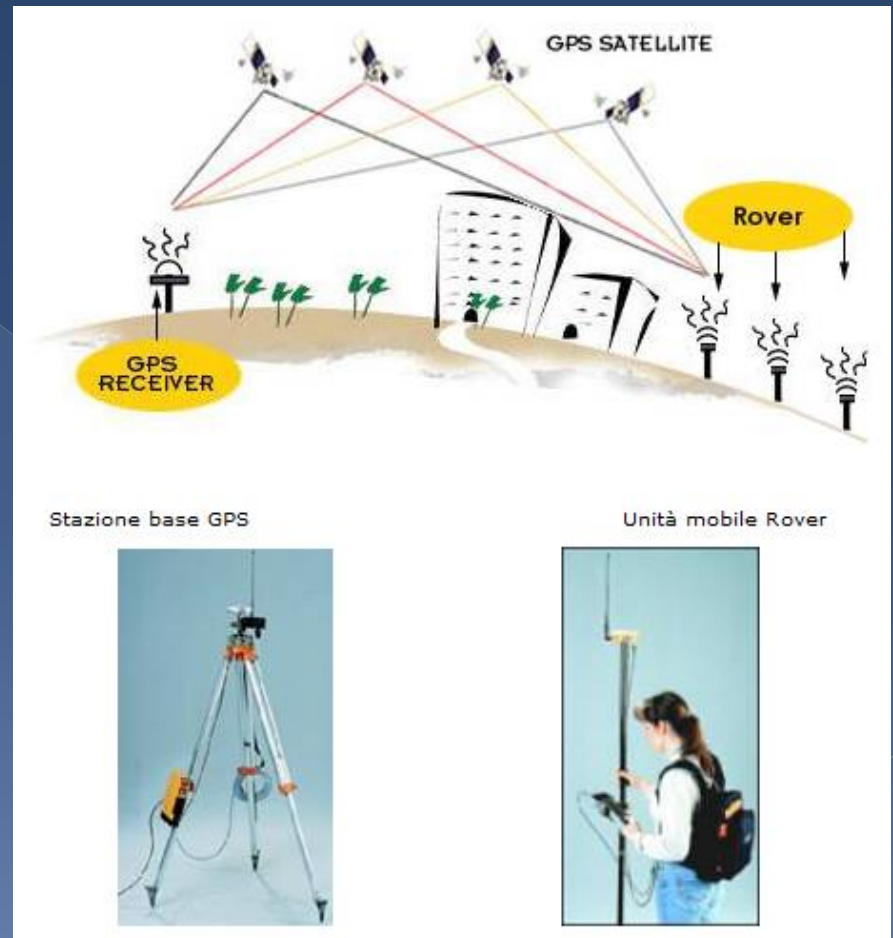 GPS SATELLITE
Rover
GPS
RECEIVER
Stazione base GPS
Unità mobile Rover